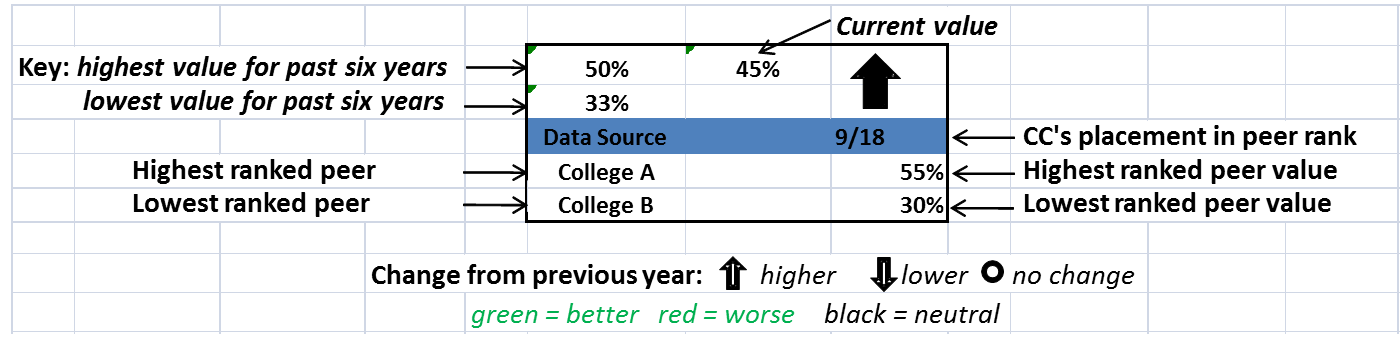 Current value
Key: highest value for past six years 50% 45%
lowest value for past six years 33%
Data Source 9/18 CC's placement in peer rank
Highest ranked peer College A 55% Highest ranked peer value
Lowest ranked peer College B 30% Lowest ranked peer value
Change from previous year: higher lower no change
green = better red = worse black = neutral